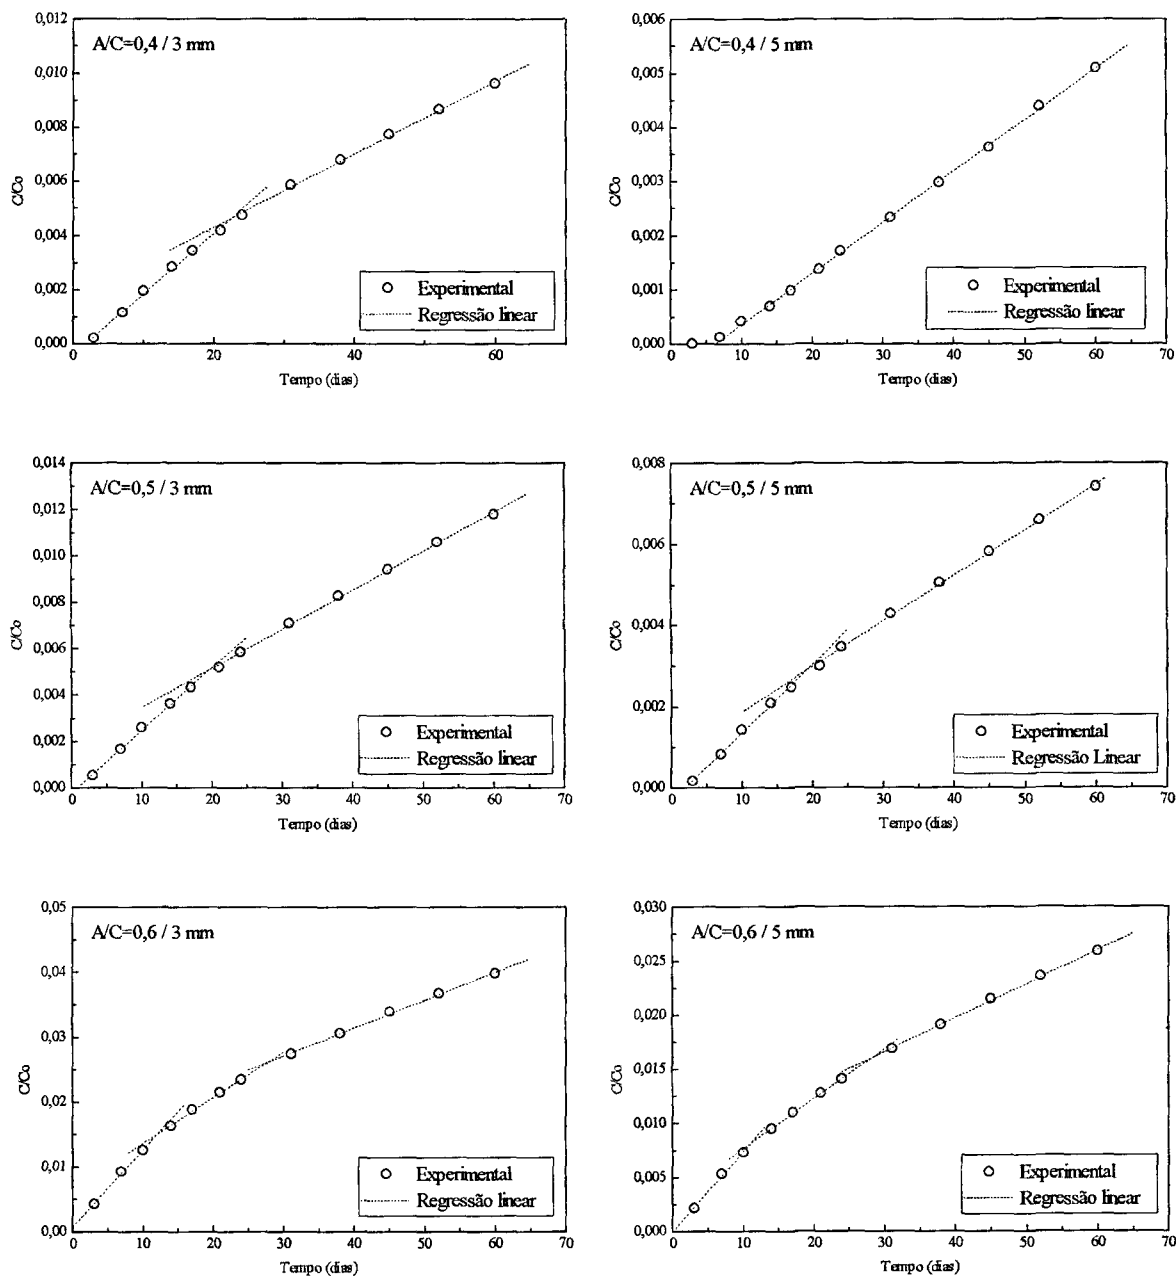 A/C=0,4 / 3 mm
0,012
0,010
0,008
0,006
0,004
0,002
0,000
C/Co
0 20 40 60
Tempo (dias)
Experimental
Regressão linear
A/C=0,4 / 5 mm
0,006
0,005
0,004
0,003
0,002
0,001
0,000
C/Co
0 10 20 30 40 50 60 70
Tempo (dias)
Experimental
Regressão linear
A/C=0,5 / 3 mm
0,014
0,012
0,010
0,008
0,006
0,004
0,002
0,000
C/Co
0 10 20 30 40 50 60 70
Tempo (dias)
Experimental
Regressão linear
A/C=0,5 / 5 mm
0,008
0,006
0,004
0,002
0,000
C/Co
0 10 20 30 40 50 60 70
Tempo (dias)
Experimental
Regressão Linear
A/C=0,6 / 3 mm
0,05
0,04
0,03
0,02
0,01
0,00
C/Co
0 10 20 30 40 50 60 70
Tempo (dias)
Experimental
Regressão linear
A/C=0,6 / 5 mm
0,030
0,025
0,020
0,015
0,010
0,005
0,000
C/Co
0 10 20 30 40 50 60 70
Tempo (dias)
Experimental
Regressão linear